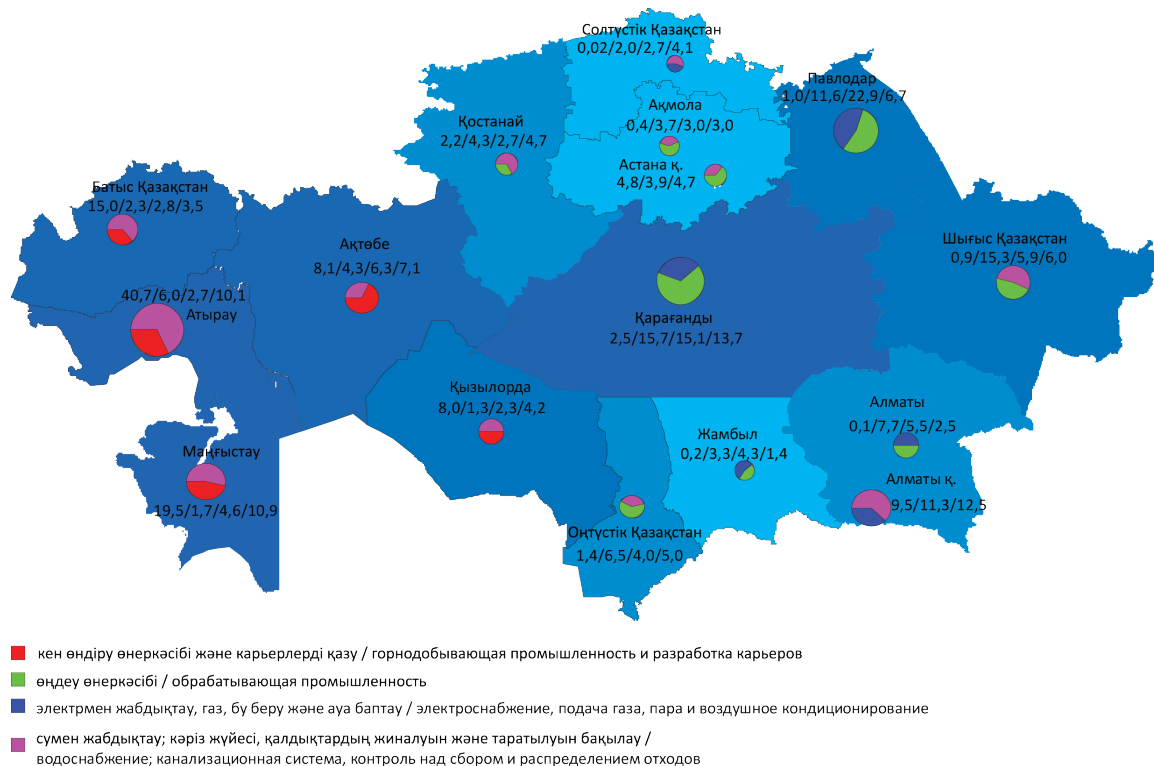 Солтүстік Қазақстан
0,02/2,0/2,7/4,1
Павлодар
1,0/11,6/22,9/6,7
Ақмола
0,4/3,7/3,0/3,0
Қостанай
2,2/4,3/2,7/4,7
Астана қ.
4,8/3,9/4,7
Батыс Қазақстан
15,0/2,3/2,8/3,5
Ақтөбе
8,1/4,3/6,3/7,1
Шығыс Қазақстан
0,9/15,3/5,9/6,0
40,7/6,0/2,7/10,1
Атырау
Қарағанды
2,5/15,7/15,1/13,7
Қызылорда
8,0/1,3/2,3/4,2
Алматы
0,1/7,7/5,5/2,5
Жамбыл
0,2/3,3/4,3/1,4
Маңғыстау
19,5/1,7/4,6/10,9
Алматы қ.
9,5/11,3/12,5
Оңтүстік Қазақстан
1,4/6,5/4,0/5,0
кен өндіру өнеркәсібі және карьерлерді қазу / горнодобывающая промышленность и разработка карьеров
өңдеу өнеркәсібі / обрабатывающая промышленность
электрмен жабдықтау, газ, бу беру және ауа баптау / электроснабжение, подача газа, пара и воздушное кондиционирование
сумен жабдықтау; кәріз жүйесі, қалдықтардың жиналуын және таратылуын бақылау /
водоснабжение; канализационная система, контроль над сбором и распределением отходов